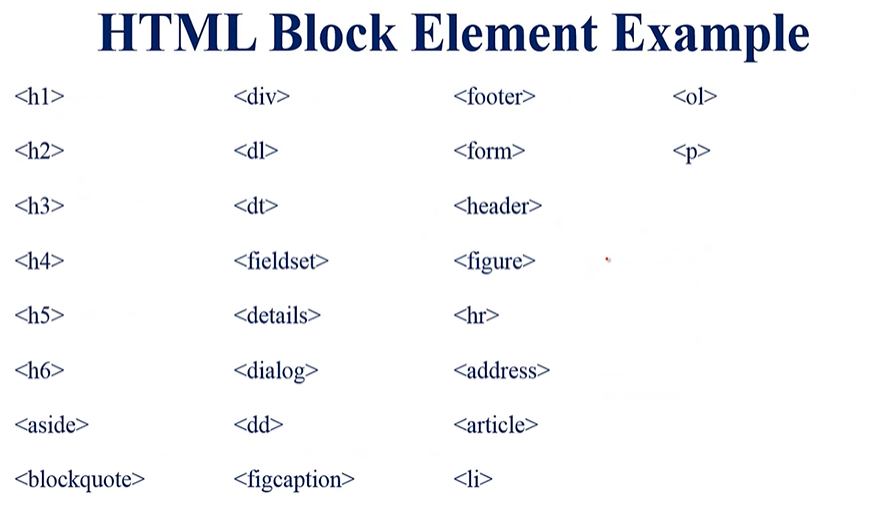 HTML Block Element Example
<h1> <div> <footer> <ol>
<h2> <dl> <form> <p>
<h3> <dt> <header>
<h4> <fieldset> <figure>
<h5> <details> <hr>
<h6> <dialog> <address>
<aside> <dd> <article>
<blockquote> <figcaption> <li>